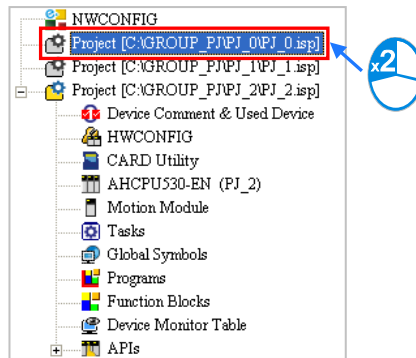 NWCONFIG
Project [C:\GROUP_PJ\PJ_0\PJ_0.isp]
Project [C:\GROUP_PJ\PJ_1\PJ_1.isp]
Project [C:\GROUP_PJ\PJ_2\PJ_2.isp]
Device Comment & Used Device
HWCONFIG
CARD Utility
AHCPU530-EN (PJ_2)
Motion Module
Tasks
Global Symbols
Programs
Function Blocks
Device Monitor Table
APIs
x2